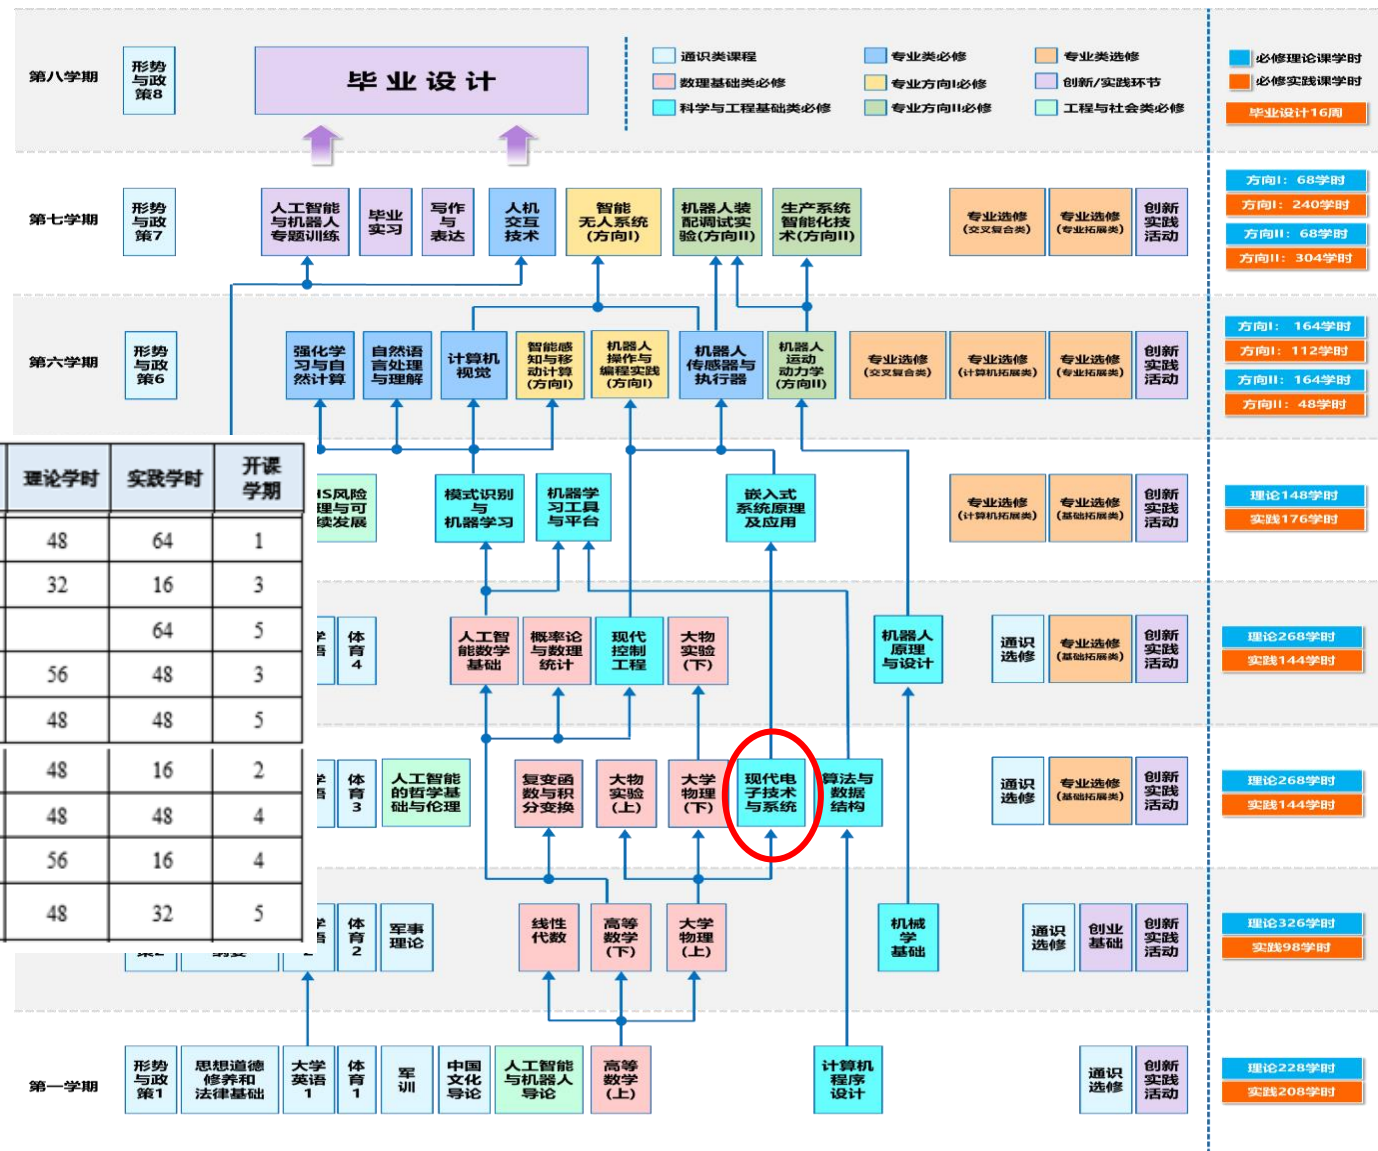 第八学期
形势
与政
策8
毕业设计
通识类课程
专业类必修
专业类选修
数理基础类必修
专业方向I必修
创新/实践环节
科学与工程基础类必修
专业方向II必修
工程与社会类必修
必修理论课学时
必修实践课学时
毕业设计16周
第七学期
形势
与政
策7
人工智能
与机器人
专题训练
毕业
实习
写作
与
表达
人机
交互
技术
智能
无人系统
(方向I)
机器人装
配调试实
验(方向II)
生产系统
智能化技
术(方向II)
专业选修
(交叉复合类)
专业选修
(专业拓展类)
创新
实践
活动
方向I: 68学时
方向I: 240学时
方向II: 68学时
方向II: 304学时
第六学期
形势
与政
策6
强化学
习与自
然计算
自然语
言处理
与理解
计算机
视觉
智能感
知与移
动计算
(方向I)
机器人
操作与
编程实践
(方向I)
机器人
传感器与
执行器
机器人
运动
动力学
(方向II)
专业选修
(交叉复合类)
专业选修
(计算机拓展类)
专业选修
(专业拓展类)
创新
实践
活动
方向I: 164学时
方向I: 112学时
方向II: 164学时
方向II: 48学时
理论学时 实践学时 开课
学期
48 64 1
32 16 3
64 5
56 48 3
48 48 5
48 16 2
48 48 4
56 16 4
48 32 5
风险
理与可
续发展
模式识别
与
机器学习
机器学
习工具
与平台
嵌入式
系统原理
及应用
专业选修
(计算机拓展类)
专业选修
(基础拓展类)
创新
实践
活动
理论148学时
实践176学时
体
育
4
人工智
能数学
基础
概率论
与数理
统计
现代
控制
工程
大物
实验
(下)
机器人
原理
与设计
通识
选修
专业选修
(基础拓展类)
创新
实践
活动
理论268学时
实践144学时
体
育
3
人工智能
的哲学基
础与伦理
复变函
数与积
分变换
大物
实验
(上)
大学
物理
(下)
现代电
子技术
与系统
算法与
数据
结构
通识
选修
专业选修
(基础拓展类)
创新
实践
活动
理论268学时
实践144学时
体
育
2
军事
理论
线性
代数
高等
数学
(下)
大学
物理
(上)
机械
学
基础
通识
选修
创业
基础
创新
实践
活动
理论326学时
实践98学时
第一学期
形势
与政
策1
思想道德
修养和
法律基础
大学
英语
1
体
育
1
军
训
中国
文化
导论
人工智能
与机器人
导论
高等
数学
(上)
计算机
程序
设计
通识
选修
创新
实践
活动
理论228学时
实践208学时